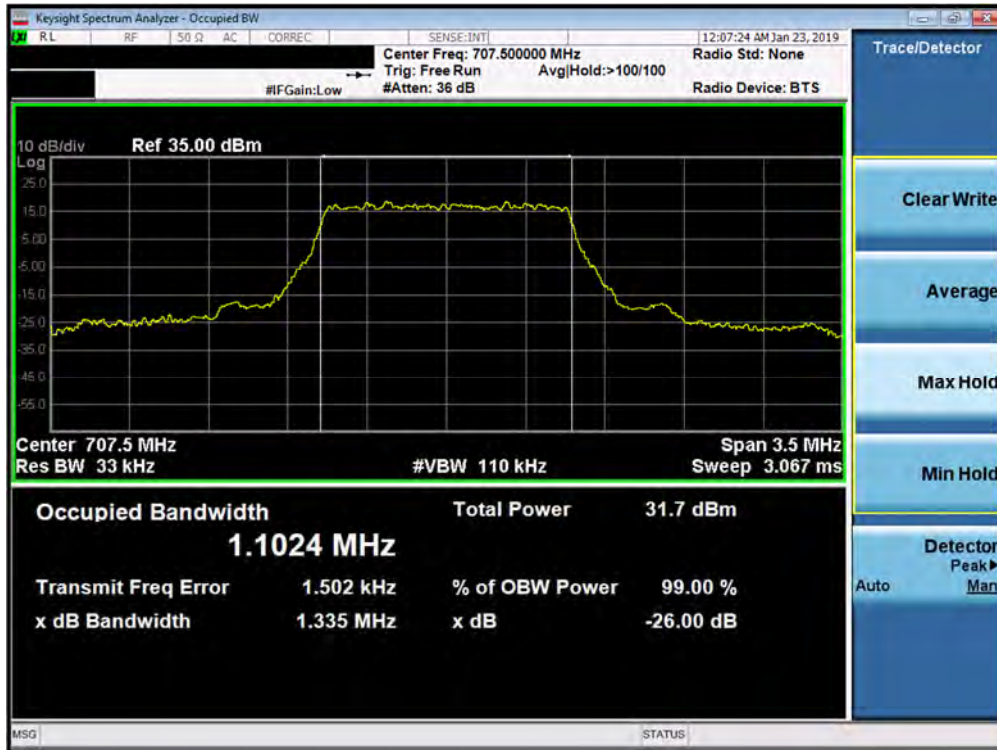 Keysight Spectrum Analyzer - Occupied BW
LXI RL RF 50 Ω AC CORREC SENSE:INT 12:07:24 AM Jan 23, 2019
Center Freq: 707.500000 MHz Radio Std: None
Trig: Free Run Avg|Hold:>100/100
#IFGain:Low #Atten: 36 dB Radio Device: BTS
10 dB/div Ref 35.00 dBm
Log
25.0
15.0
5.00
-5.00
-15.0
-25.0
-35.0
-45.0
-55.0
Center 707.5 MHz Span 3.5 MHz
Res BW 33 kHz #VBW 110 kHz Sweep 3.067 ms
Occupied Bandwidth Total Power 31.7 dBm
1.1024 MHz
Transmit Freq Error 1.502 kHz % of OBW Power 99.00 %
x dB Bandwidth 1.335 MHz x dB -26.00 dB
MSG STATUS
Trace/Detector
Clear Write
Average
Max Hold
Min Hold
Detector
Peak▶
Auto Man